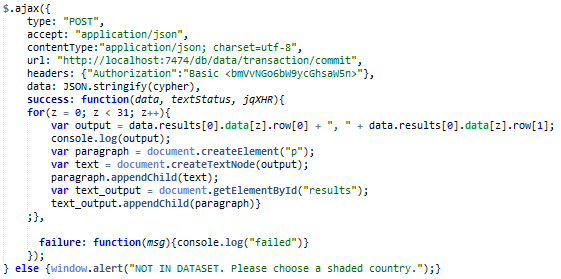 $.ajax({
type: "POST",
accept: "application/json",
contentType:"application/json; charset=utf-8",
url: "http://localhost:7474/db/data/transaction/commit",
headers: {"Authorization":"Basic <bmVvNGo6bW9ycGhsaW5n>"},
data: JSON.stringify(cypher),
success: function(data, textStatus, jqXHR){
for(z = 0; z < 31; z++){
var output = data.results[0].data[z].row[0] + ", " + data.results[0].data[z].row[1];
console.log(output);
var paragraph = document.createElement("p");
var text = document.createTextNode(output);
paragraph.appendChild(text);
var text_output = document.getElementById("results");
text_output.appendChild(paragraph)}
;},
failure: function(msg){console.log("failed")}
});
} else {window.alert("NOT IN DATASET. Please choose a shaded country.");}